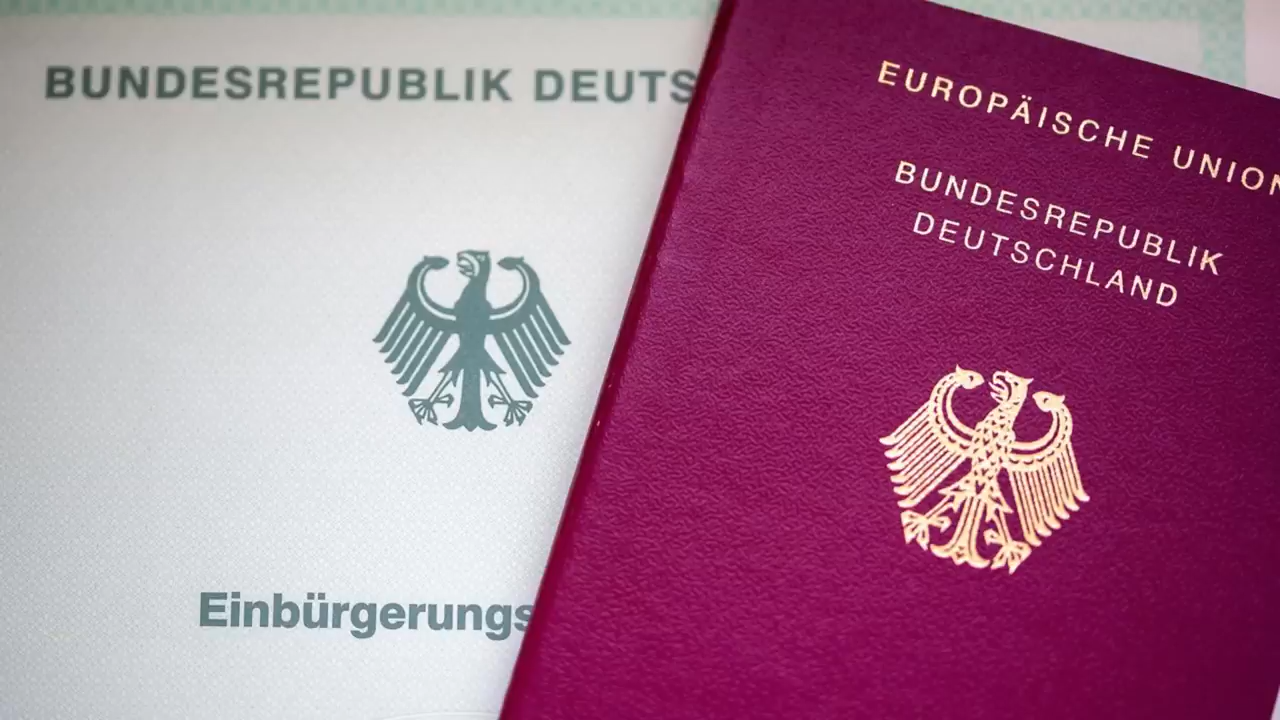 BUNDESREPUBLIK DEUTS
Einbürgerungs
EUROPÄISCHE UNION
BUNDESREPUBLIK
DEUTSCHLAND